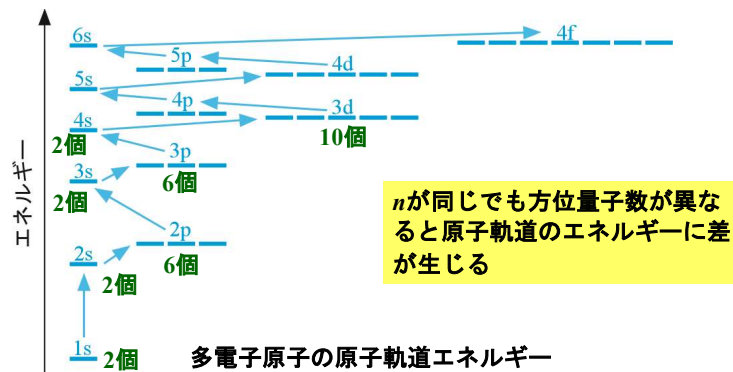 6s
4f
5p
4d
5s
4p
3d
4s
10個
2個
3p
3s
6個
2個
エネルギー
nが同じでも方位量子数が異な
ると原子軌道のエネルギーに差
が生じる
2p
2s
6個
2個
1s
2個
多電子原子の原子軌道エネルギー